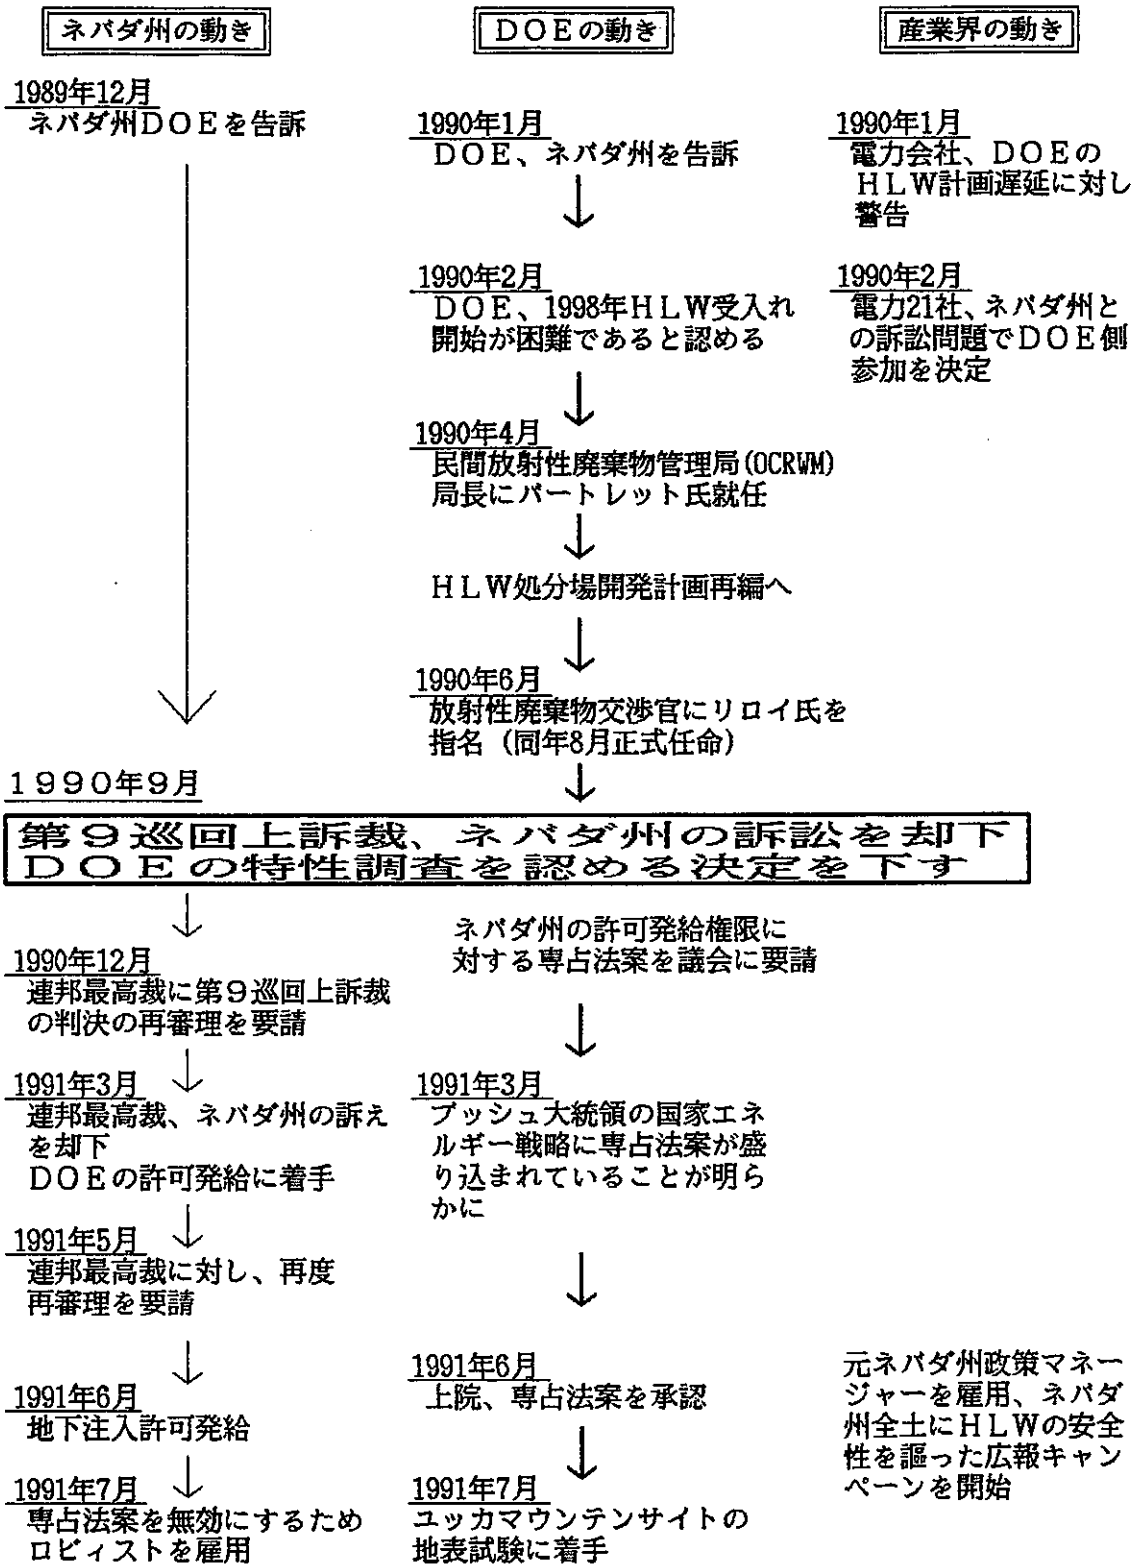 ネバダ州の動き
1989年12月
ネバダ州DOEを告訴
DOEの動き
1990年1月
DOE、ネバダ州を告訴
1990年2月
DOE、1998年HLW受入れ
開始が困難であると認める
1990年4月
民間放射性廃棄物管理局(OCRWM)
局長にバートレット氏就任
HLW処分場開発計画再編へ
1990年6月
放射性廃棄物交渉官にリロイ氏を
指名(同年8月正式任命)
産業界の動き
1990年1月
電力会社、DOEの
HLW計画遅延に対し
警告
1990年2月
電力21社、ネバダ州と
の訴訟問題でDOE側
参加を決定
1990年9月
第9巡回上訴裁、ネバダ州の訴訟を却下
DOEの特性調査を認める決定を下す
1990年12月
連邦最高裁に第9巡回上訴裁
の判決の再審理を要請
1991年3月
連邦最高裁、ネバダ州の訴え
を却下
DOEの許可発給に着手
1991年5月
連邦最高裁に対し、再度
再審理を要請
1991年6月
地下注入許可発給
1991年7月
専占法案を無効にするため
ロビィストを雇用
ネバダ州の許可発給権限に
対する専占法案を議会に要請
1991年3月
ブッシュ大統領の国家エネ
ルギー戦略に専占法案が盛
り込まれていることが明ら
かに
1991年6月
上院、専占法案を承認
1991年7月
ユッカマウンテンサイトの
地表試験に着手
元ネバダ州政策マネー
ジャーを雇用、ネバダ
州全土にHLWの安全
性を謳った広報キャン
ペーンを開始